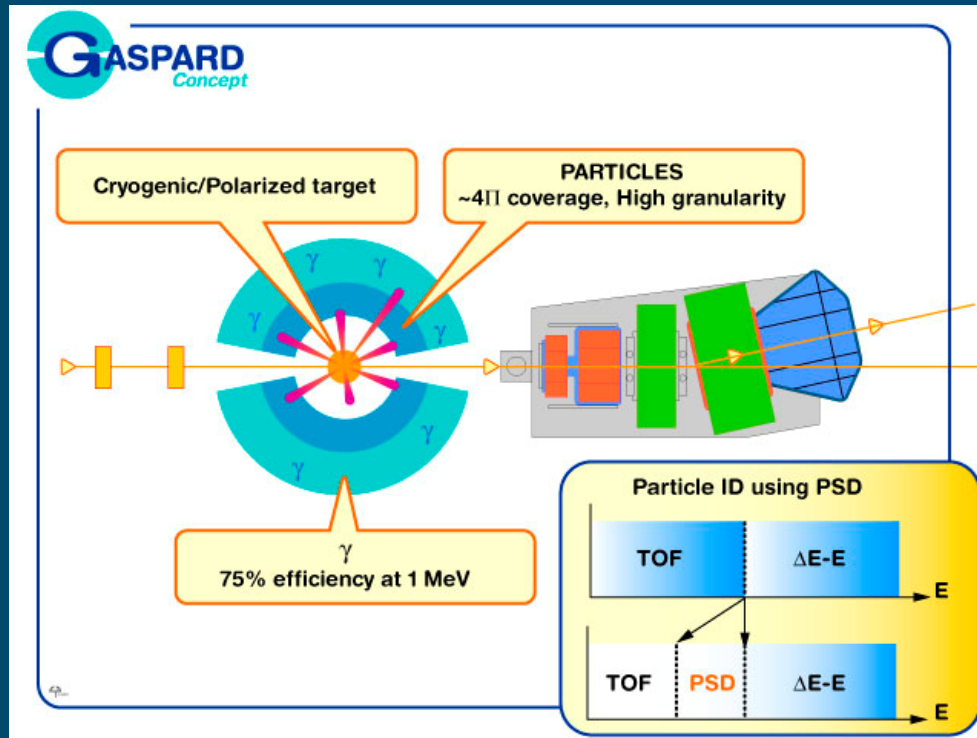 GASPARD
Concept
Cryogenic/Polarized target
PARTICLES
~4Π coverage, High granularity
γ
γ
γ
γ
γ
γ
γ
75% efficiency at 1 MeV
Particle ID using PSD
TOF
ΔE-E
E
TOF
PSD
ΔE-E
E